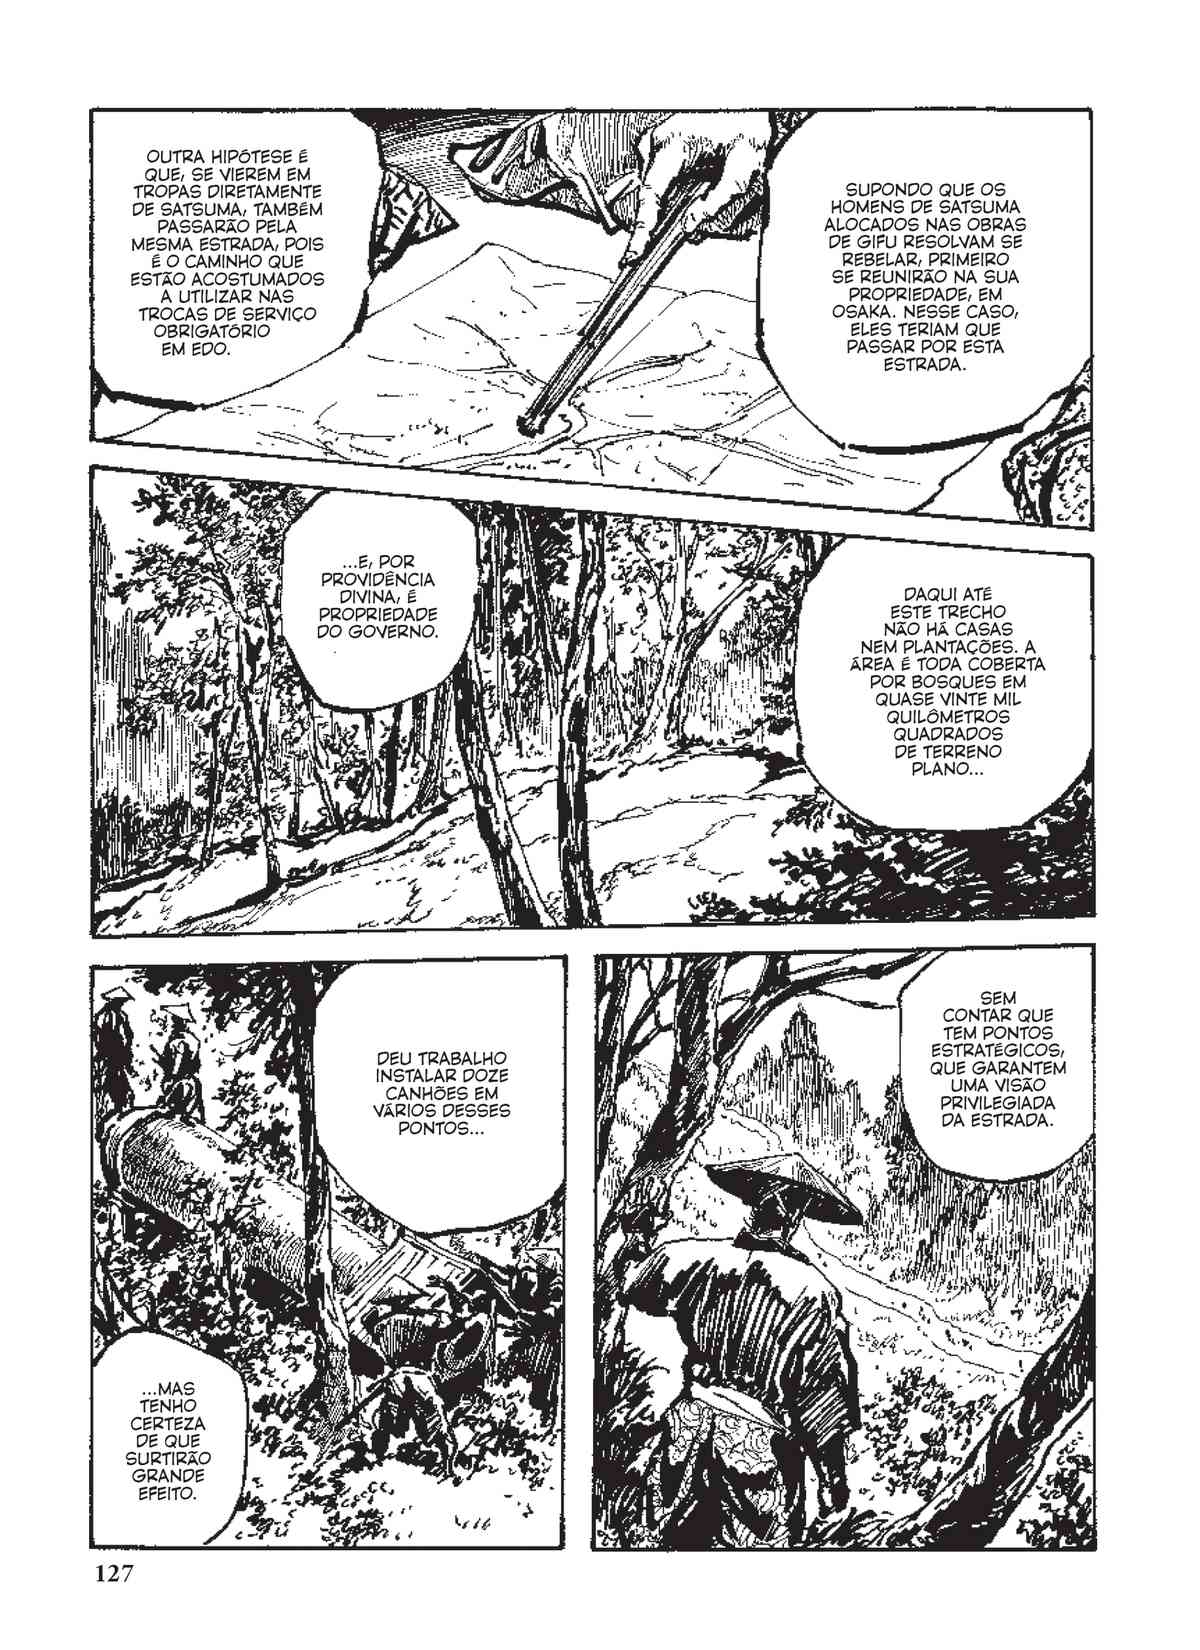 SUPONDO QUE OS
HOMENS DE SATSUMA
ALOCADOS NAS OBRAS
DE GIFU RESOLVAM SE
REBELAR, PRIMEIRO
SE REUNIRÃO NA SUA
PROPRIEDADE, EM
OSAKA. NESSE CASO,
ELES TERIAM QUE
PASSAR POR ESTA
ESTRADA.
OUTRA HIPÓTESE É
QUE, SE VIEREM EM
TROPAS DIRETAMENTE
DE SATSUMA, TAMBÉM
PASSARÃO PELA
MESMA ESTRADA, POIS
É O CAMINHO QUE
ESTÃO ACOSTUMADOS
A UTILIZAR NAS
TROCAS DE SERVIÇO
OBRIGATÓRIO
EM EDO.
DAQUI ATÉ
ESTE TRECHO
NÃO HÁ CASAS
NEM PLANTAÇÕES. A
ÁREA É TODA COBERTA
POR BOSQUES EM
QUASE VINTE MIL
QUILÔMETROS
QUADRADOS
DE TERRENO
PLANO...
...E, POR
PROVIDÊNCIA
DIVINA, É
PROPRIEDADE
DO GOVERNO.
SEM
CONTAR QUE
TEM PONTOS
ESTRATÉGICOS,
QUE GARANTEM
UMA VISÃO
PRIVILEGIADA
DA ESTRADA.
DEU TRABALHO
INSTALAR DOZE
CANHÕES EM
VÁRIOS DESSES
PONTOS...
...MAS
TENHO
CERTEZA
DE QUE
SURTIRÃO
GRANDE
EFEITO.
127